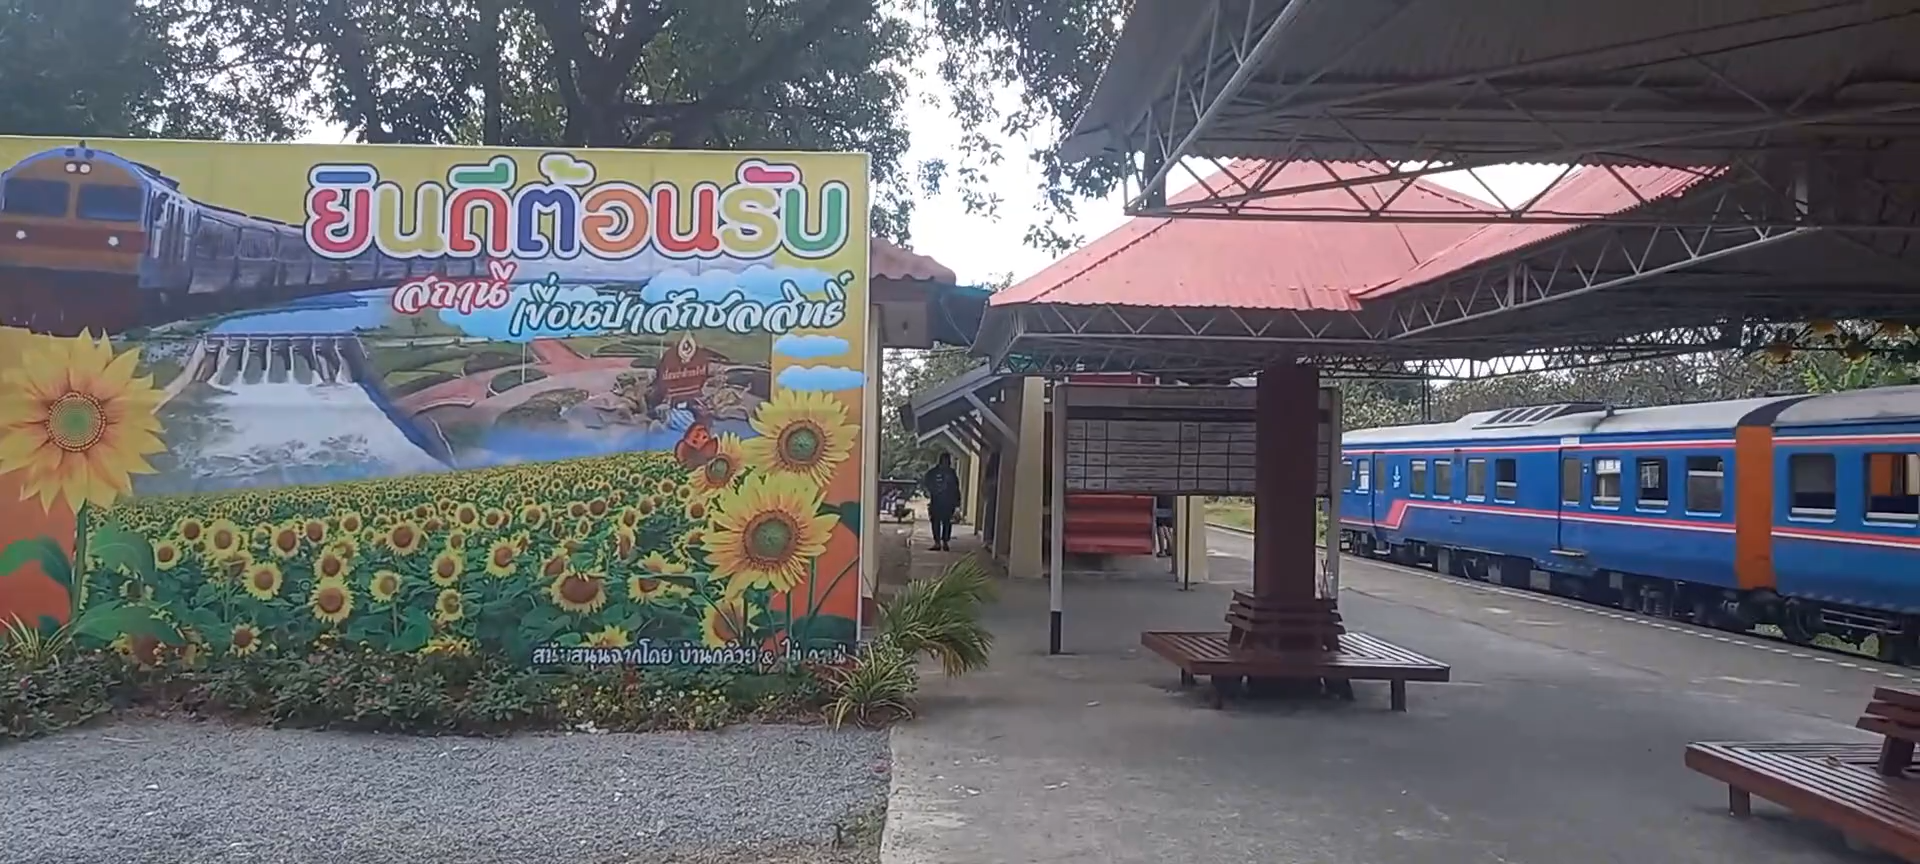 ยินดีต้อนรับ
สถานี
เขื่อนป่าสักชลสิทธิ์
สนับสนุนฉากโดย บ้านกล้วย &